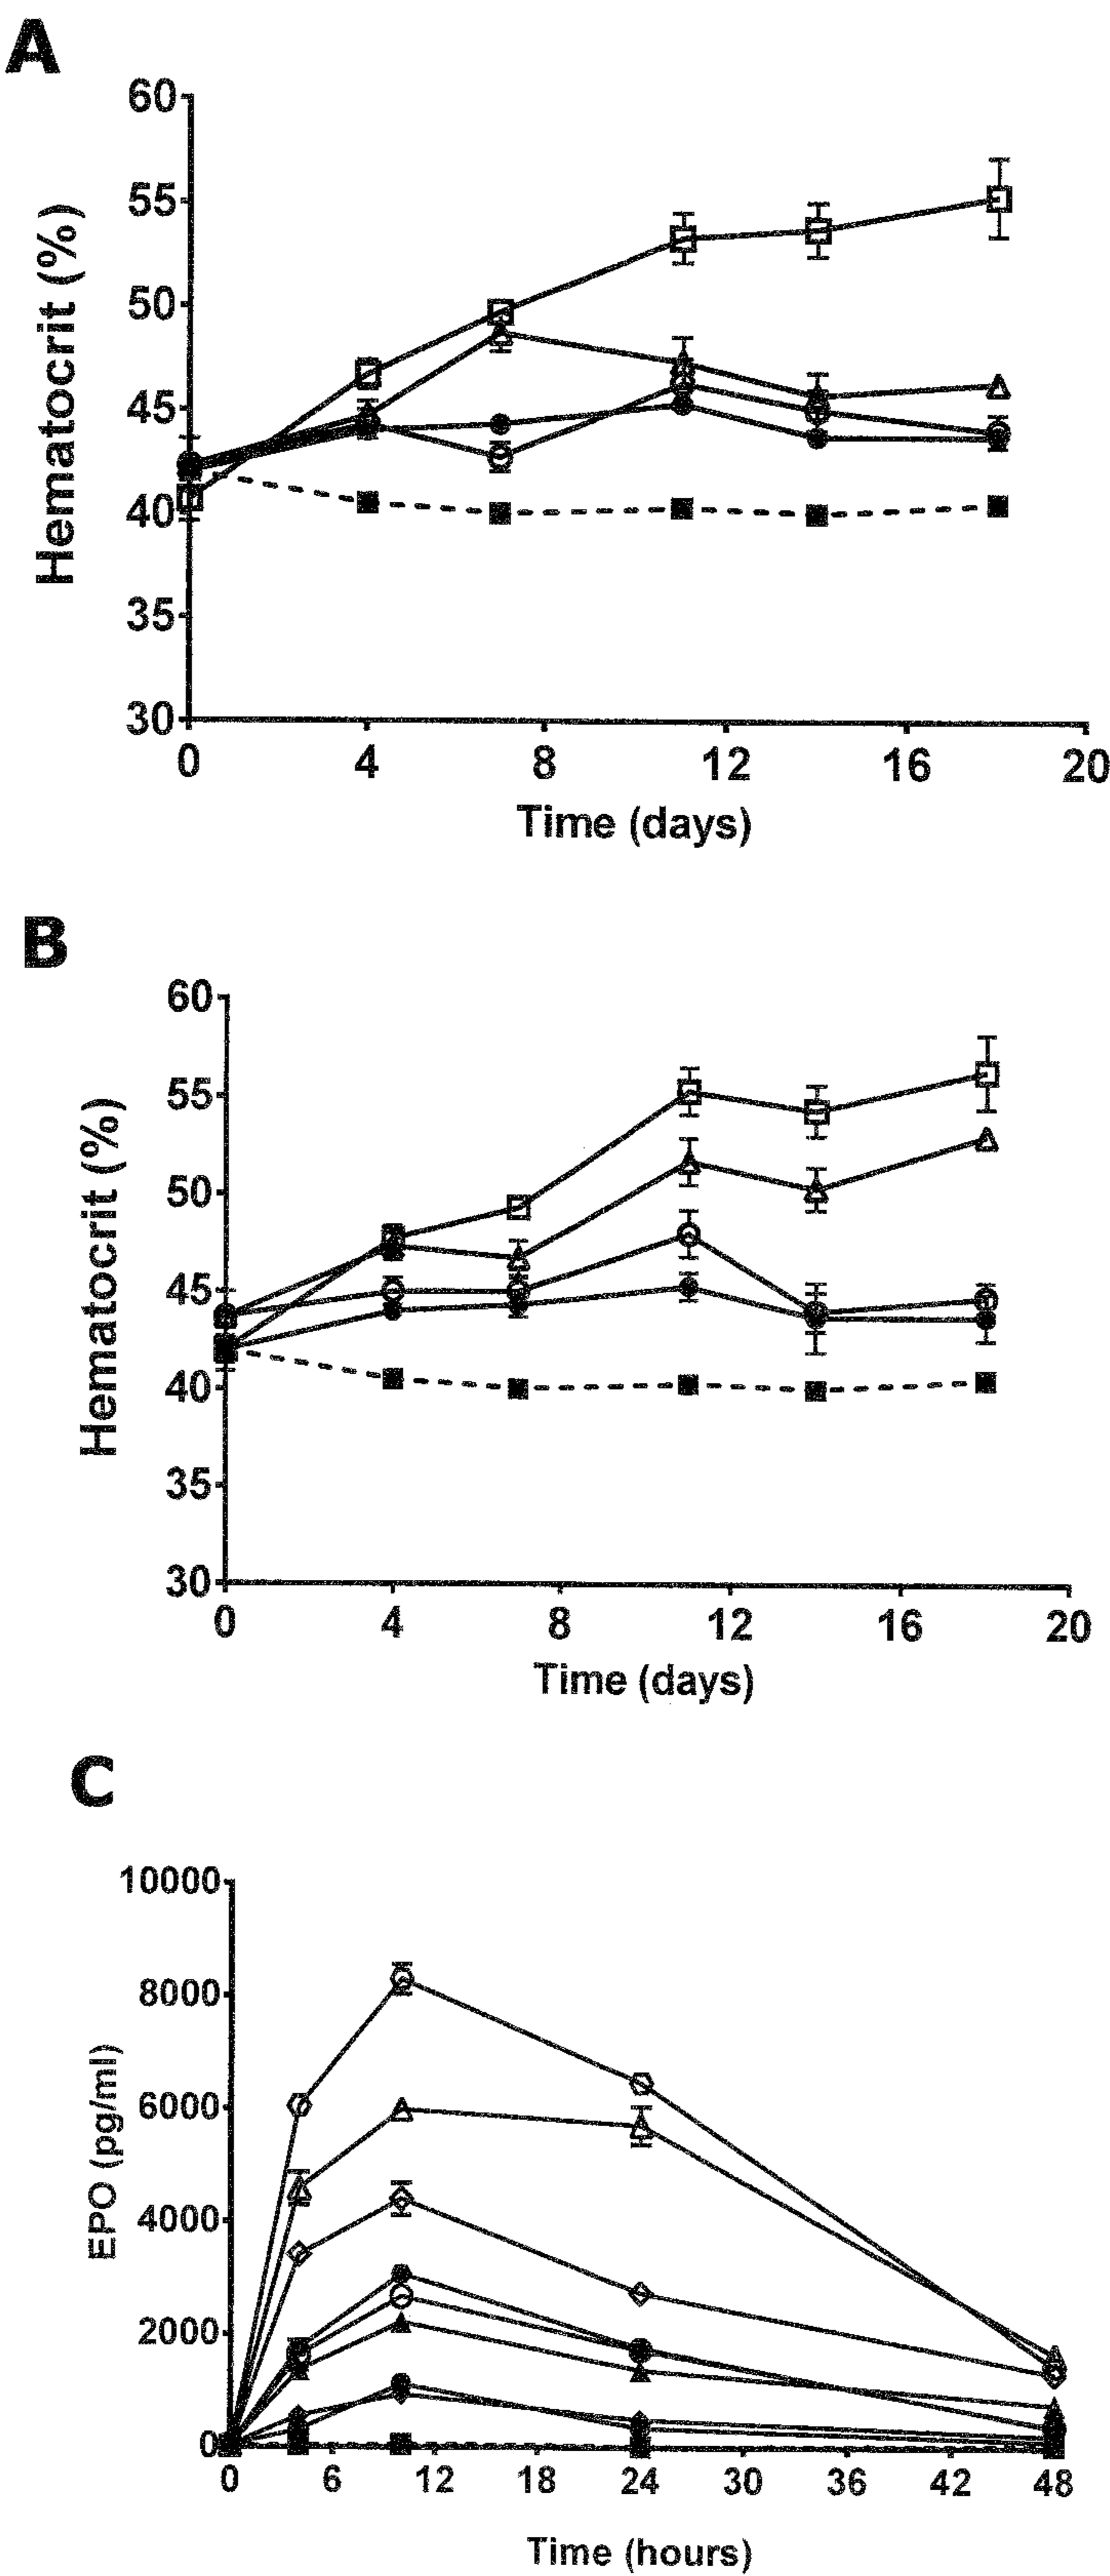 A
60
55
50
45
40
35
30
Hematocrit (%)
0 4 8 12 16 20
Time (days)
B
60
55
50
45
40
35
30
Hematocrit (%)
0 4 8 12 16 20
Time (days)
C
10000
8000
6000
4000
2000
0
EPO (pg/ml)
0 6 12 18 24 30 36 42 48
Time (hours)